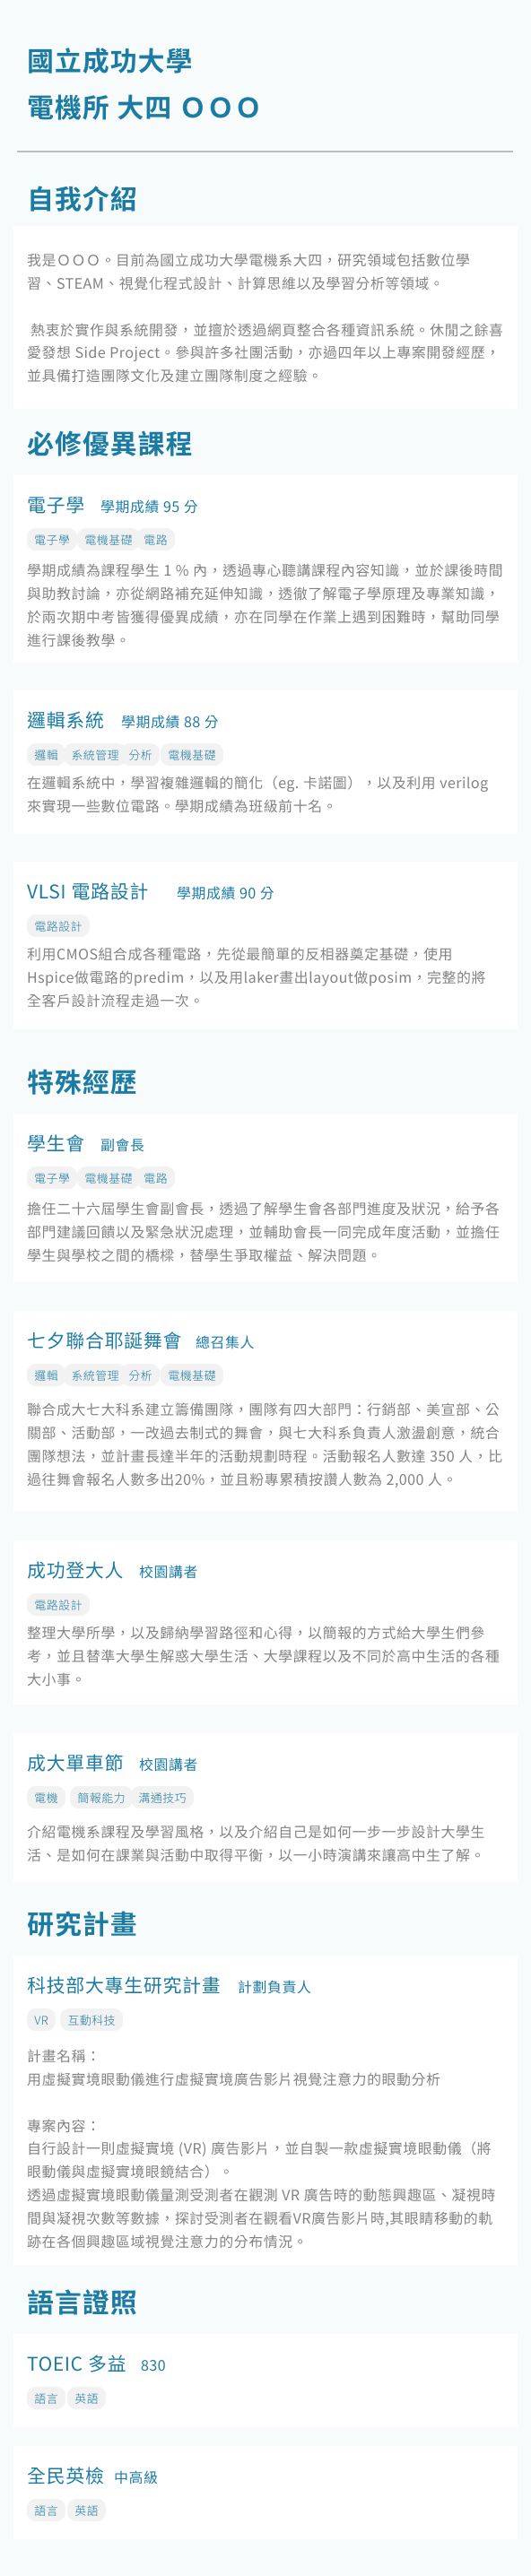 國立成功大學
電機所 大四 ＯＯＯ
自我介紹
我是ＯＯＯ。目前為國立成功大學電機系大四，研究領域包括數位學
習、STEAM、視覺化程式設計、計算思維以及學習分析等領域。
熱衷於實作與系統開發，並擅於透過網頁整合各種資訊系統。休閒之餘喜
愛發想 Side Project。參與許多社團活動，亦過四年以上專案開發經歷，
並具備打造團隊文化及建立團隊制度之經驗。
必修優異課程
電子學 學期成績 95 分
電子學 電機基礎 電路
學期成績為課程學生 1 % 內，透過專心聽講課程內容知識，並於課後時間
與助教討論，亦從網路補充延伸知識，透徹了解電子學原理及專業知識，
於兩次期中考皆獲得優異成績，亦在同學在作業上遇到困難時，幫助同學
進行課後教學。
邏輯系統 學期成績 88 分
邏輯 系統管理 分析 電機基礎
在邏輯系統中，學習複雜邏輯的簡化（eg. 卡諾圖），以及利用 verilog
來實現一些數位電路。學期成績為班級前十名。
VLSI 電路設計 學期成績 90 分
電路設計
利用CMOS組合成各種電路，先從最簡單的反相器奠定基礎，使用
Hspice做電路的predim，以及用laker畫出layout做posim，完整的將
全客戶設計流程走過一次。
特殊經歷
學生會 副會長
電子學 電機基礎 電路
擔任二十六屆學生會副會長，透過了解學生會各部門進度及狀況，給予各
部門建議回饋以及緊急狀況處理，並輔助會長一同完成年度活動，並擔任
學生與學校之間的橋樑，替學生爭取權益、解決問題。
七夕聯合耶誕舞會 總召集人
邏輯 系統管理 分析 電機基礎
聯合成大七大科系建立籌備團隊，團隊有四大部門：行銷部、美宣部、公
關部、活動部，一改過去制式的舞會，與七大科系負責人激盪創意，統合
團隊想法，並計畫長達半年的活動規劃時程。活動報名人數達 350 人，比
過往舞會報名人數多出20%，並且粉專累積按讚人數為 2,000 人。
成功登大人 校園講者
電路設計
整理大學所學，以及歸納學習路徑和心得，以簡報的方式給大學生們參
考，並且替準大學生解惑大學生活、大學課程以及不同於高中生活的各種
大小事。
成大單車節 校園講者
電機 簡報能力 溝通技巧
介紹電機系課程及學習風格，以及介紹自己是如何一步一步設計大學生
活、是如何在課業與活動中取得平衡，以一小時演講來讓高中生了解。
研究計畫
科技部大專生研究計畫 計劃負責人
VR 互動科技
計畫名稱：
用虛擬實境眼動儀進行虛擬實境廣告影片視覺注意力的眼動分析
專案內容：
自行設計一則虛擬實境 (VR) 廣告影片，並自製一款虛擬實境眼動儀（將
眼動儀與虛擬實境眼鏡結合）。
透過虛擬實境眼動儀量測受測者在觀測 VR 廣告時的動態興趣區、凝視時
間與凝視次數等數據，探討受測者在觀看VR廣告影片時,其眼睛移動的軌
跡在各個興趣區域視覺注意力的分布情況。
語言證照
TOEIC 多益 830
語言 英語
全民英檢 中高級
語言 英語